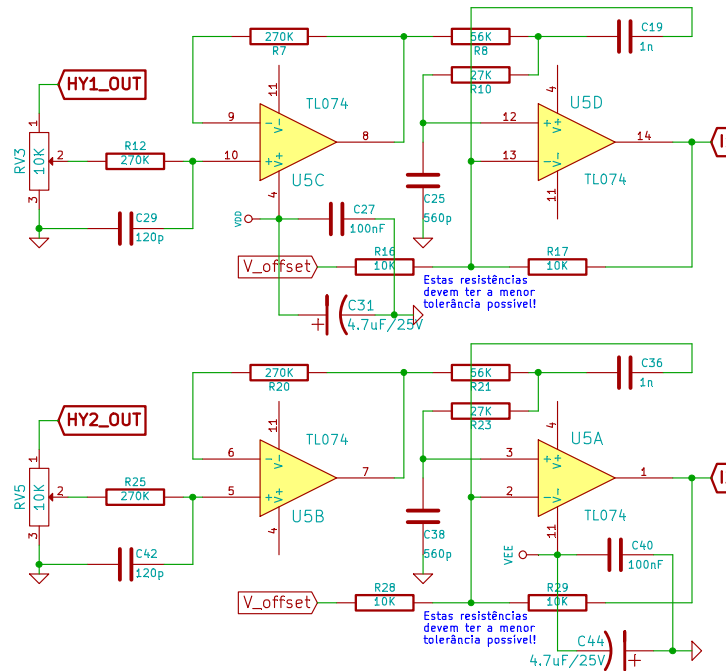 270K
R7
56K
R8
C19
1n
HY1_OUT
27K
R10
11
TL074
4
U5D
RV3
10K
1
2
3
R12
270K
9
10
V-
V+
8
U5C
4
12
13
V+
V-
14
TL074
11
I
C29
120p
VDD
C27
100nF
C25
560p
V_offset
R16
10K
R17
10K
Estas resistências
devem ter a menor
tolerância possivel!
C31
4.7uF/25V
270K
R20
56K
R21
C36
1n
HY2_OUT
27K
R23
11
TL074
4
U5A
RV5
10K
1
2
3
R25
270K
6
5
V-
V+
7
U5B
4
3
2
V+
V-
1
TL074
11
C42
120p
C38
560p
VEE
C40
100nF
V_offset
R28
10K
R29
10K
Estas resistências
devem ter a menor
tolerância possivel!
C44
4.7uF/25V